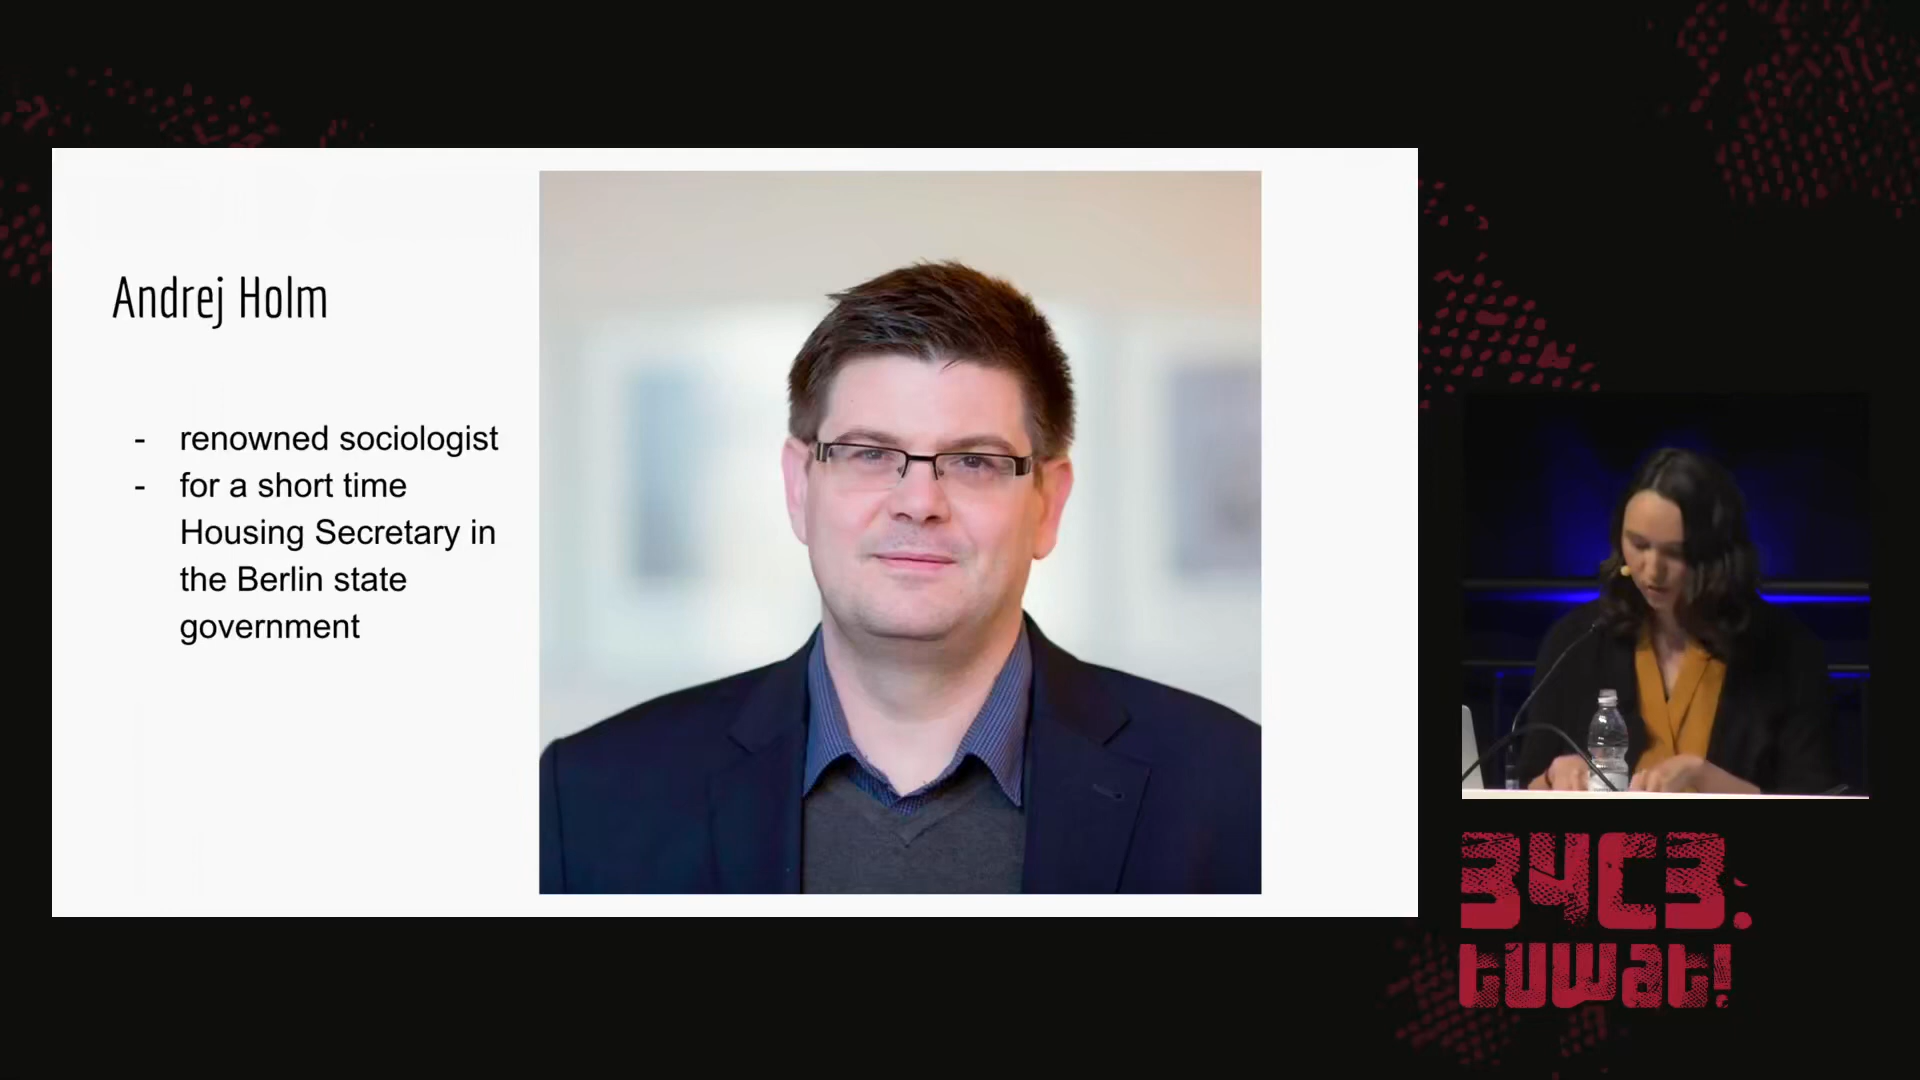 Andrej Holm
- renowned sociologist
- for a short time
Housing Secretary in
the Berlin state
government
34C3.
tuwat!